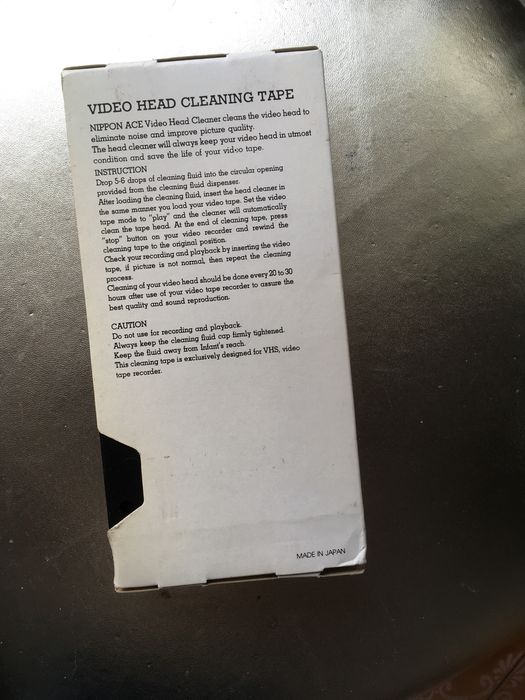 VIDEO HEAD CLEANING TAPE
NIPPON ACE Video Head Cleaner cleans the video head to
eliminate noise and improve picture quality.
The head cleaner will always keep your video head in utmost
condition and save the life of your video tape.
INSTRUCTION
Drop 5-6 drops of cleaning fluid into the circular opening
provided from the cleaning fluid dispenser.
After loading the cleaning fluid, insert the head cleaner in
the same manner you load your video tape. Set the video
tape mode to "play" and the cleaner will automatically
clean the tape head. At the end of cleaning tape, press
"stop" button on your video recorder and rewind the
cleaning tape to the original position.
Check your recording and playback by inserting the video
tape, if picture is not normal, then repeat the cleaning
process.
Cleaning of your video head should be done every 20 to 30
hours after use of your video tape recorder to assure the
best quality and sound reproduction.
CAUTION
Do not use for recording and playback.
Always keep the cleaning fluid cap firmly tightened.
Keep the fluid away from Infant's reach.
This cleaning tape is exclusively designed for VHS, video
tape recorder.
MADE IN JAPAN